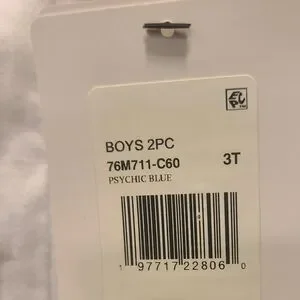 BOYS 2PC
76M711-C60 3T
PSYCHIC BLUE
1 97717 22806 0